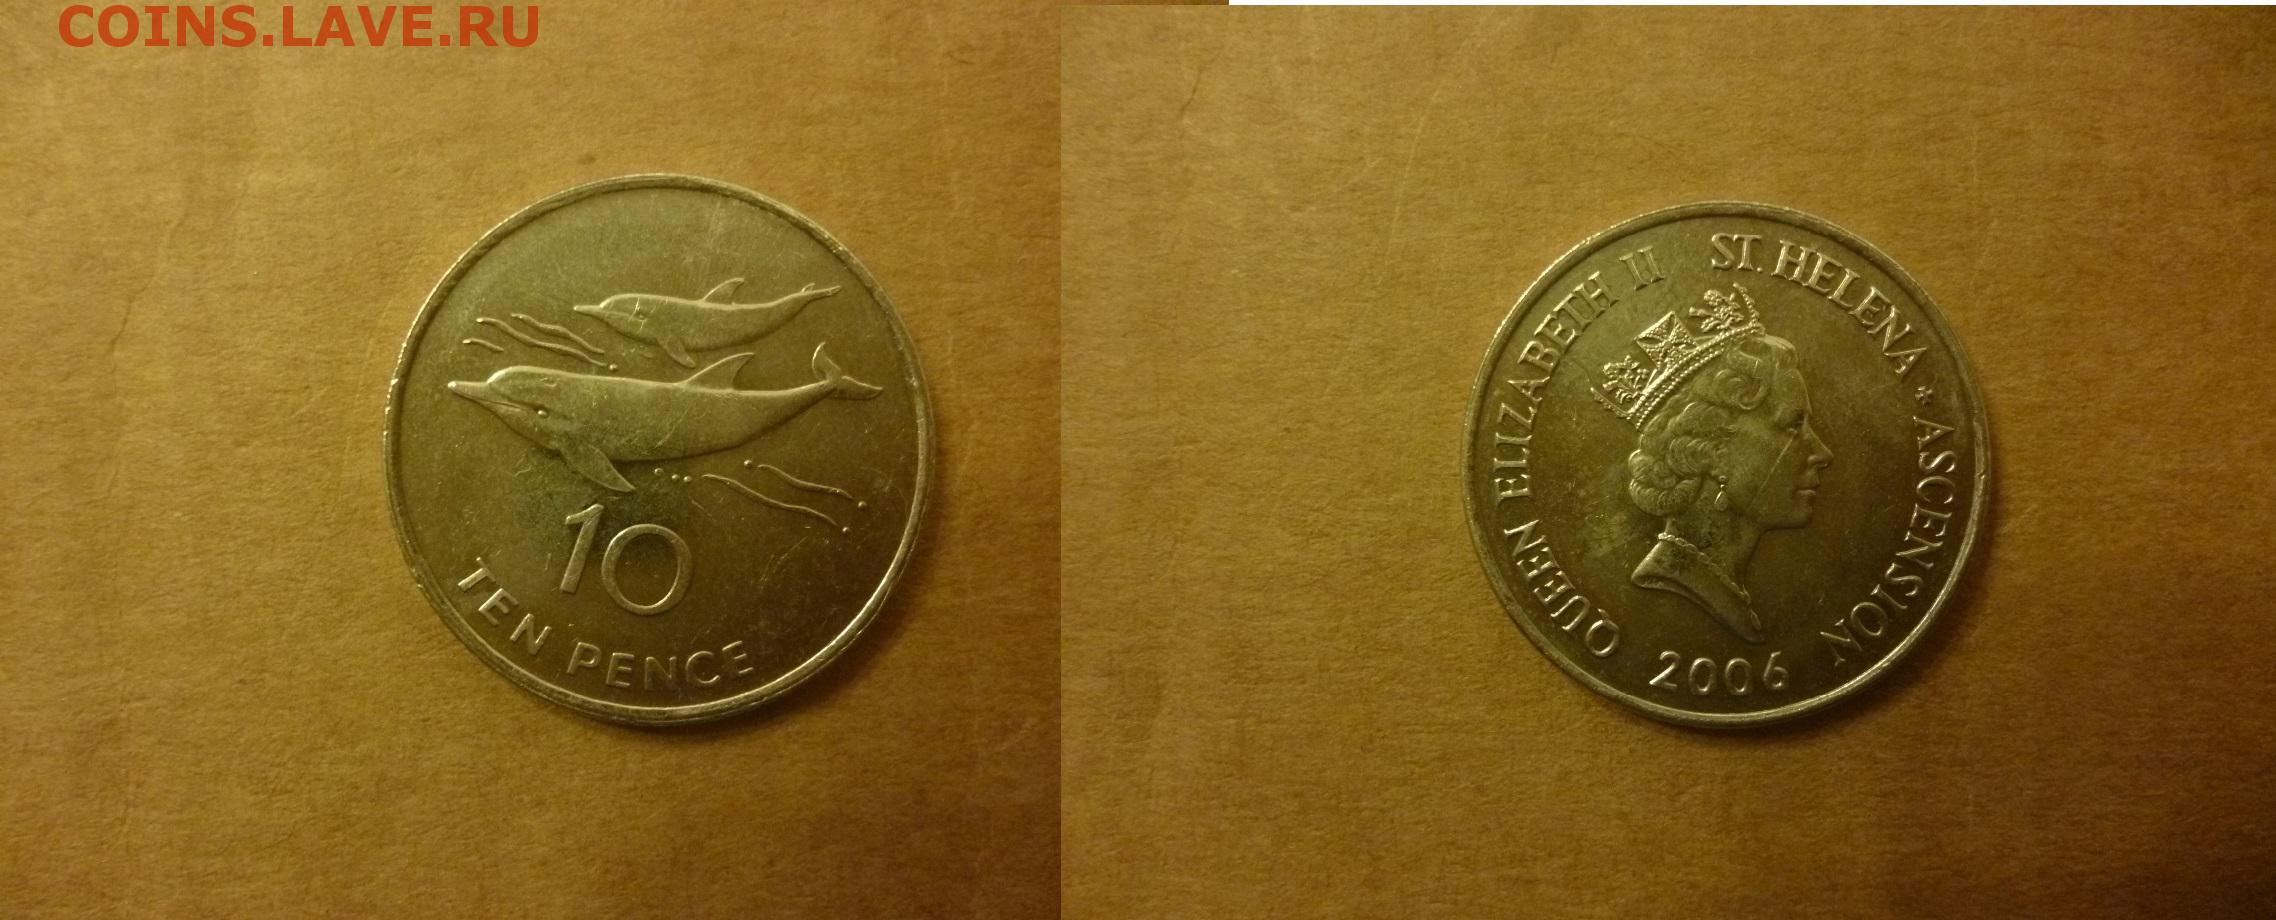 COINS.LAVE.RU
10
TEN PENCE
QUEEN ELIZABETH II ST. HELENA * ASCENSION
2006